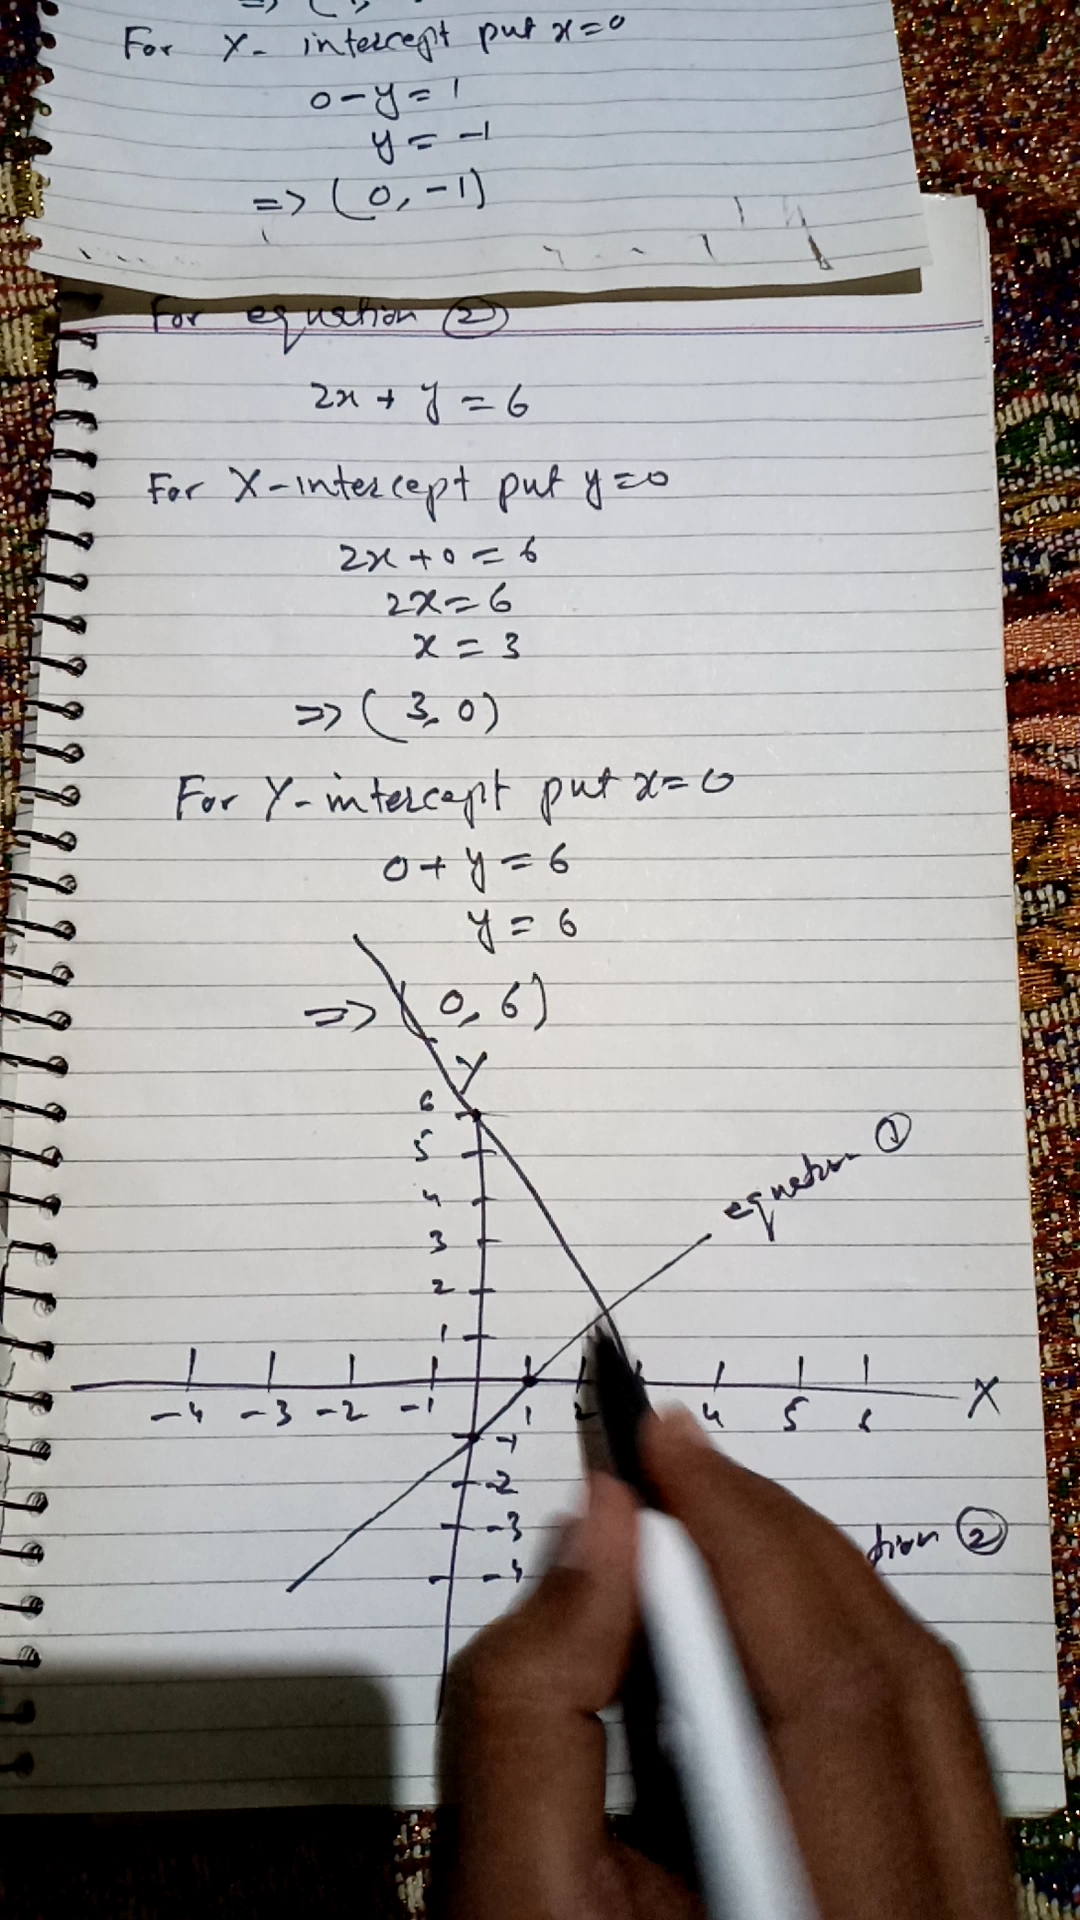 For Y- intercept put x=0
0-y=1
y=-1
=> (0,-1)
For equation ②
2x + y = 6
For X-intercept put y=0
2x+0=6
2x=6
x=3
=> (3,0)
For Y-intercept put x=0
0+y=6
y=6
=> (0,6)
Y
6
5
4
3
2
1
equation ①
-4 -3 -2 -1 1 2 4 5 6 X
-1
-2
-3
-4
tion ②